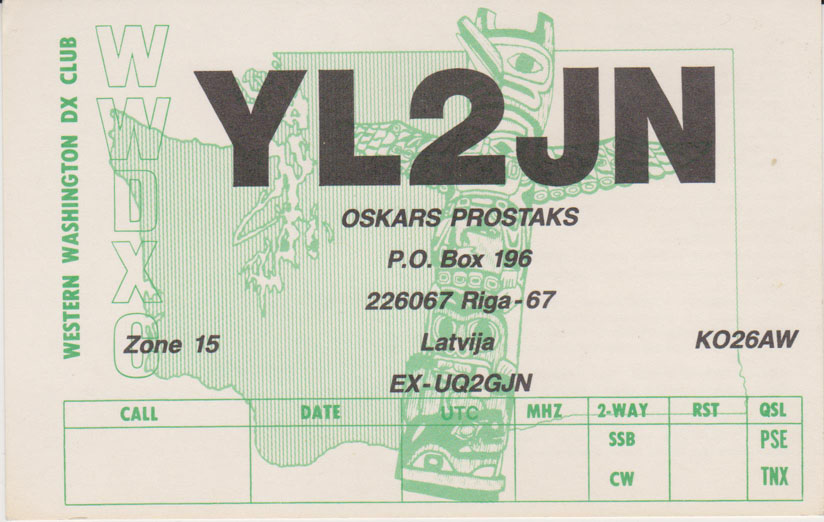 WESTERN WASHINGTON DX CLUB
WWDXC
YL2JN
OSKARS PROSTAKS
P.O. Box 196
226067 Riga-67
Zone 15
Latvija
KO26AW
EX-UQ2GJN
CALL DATE UTC MHZ 2-WAY RST QSL
SSB PSE
CW TNX